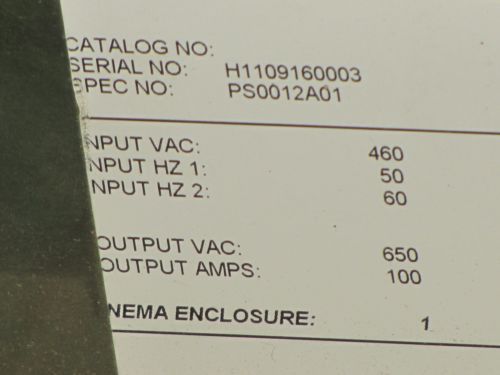 CATALOG NO:
SERIAL NO: H1109160003
SPEC NO: PS0012A01
INPUT VAC: 460
INPUT HZ 1: 50
INPUT HZ 2: 60
OUTPUT VAC: 650
OUTPUT AMPS: 100
NEMA ENCLOSURE: 1